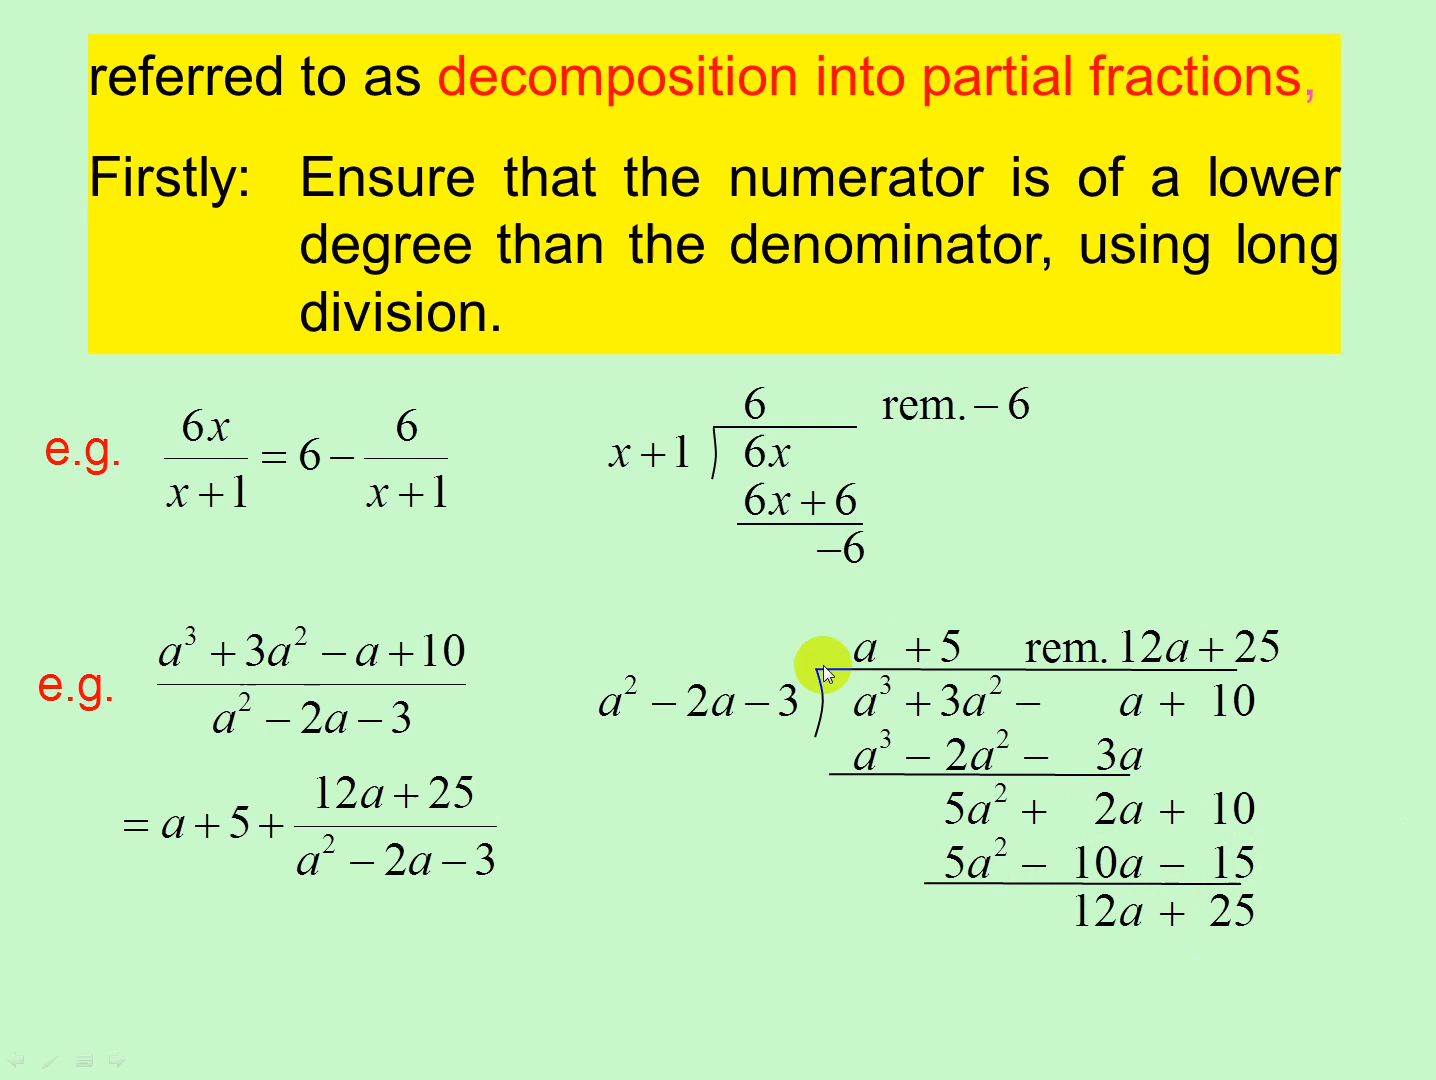 referred to as decomposition into partial fractions,
Firstly: Ensure that the numerator is of a lower
degree than the denominator, using long
division.
e.g. 6x/(x+1) = 6 − 6/(x+1)
6 rem. − 6
x + 1 ) 6x
6x + 6
−6
e.g. (a³ + 3a² − a + 10)/(a² − 2a − 3)
= a + 5 + (12a + 25)/(a² − 2a − 3)
a + 5 rem. 12a + 25
a² − 2a − 3 ) a³ + 3a² − a + 10
a³ − 2a² − 3a
5a² + 2a + 10
5a² − 10a − 15
12a + 25